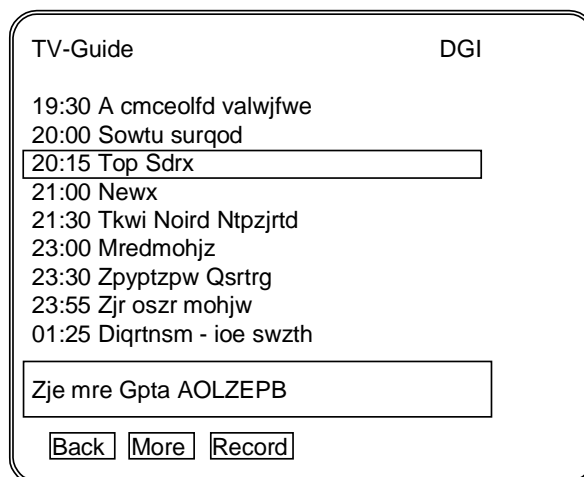 TV-Guide DGI
19:30 A cmceolfd valwjfwe
20:00 Sowtu surqod
20:15 Top Sdrx
21:00 Newx
21:30 Tkwi Noird Ntpzjrtd
23:00 Mredmohjz
23:30 Zpyptzpw Qsrtrg
23:55 Zjr oszr mohjw
01:25 Diqrtnsm - ioe swzth
Zje mre Gpta AOLZEPB
Back More Record